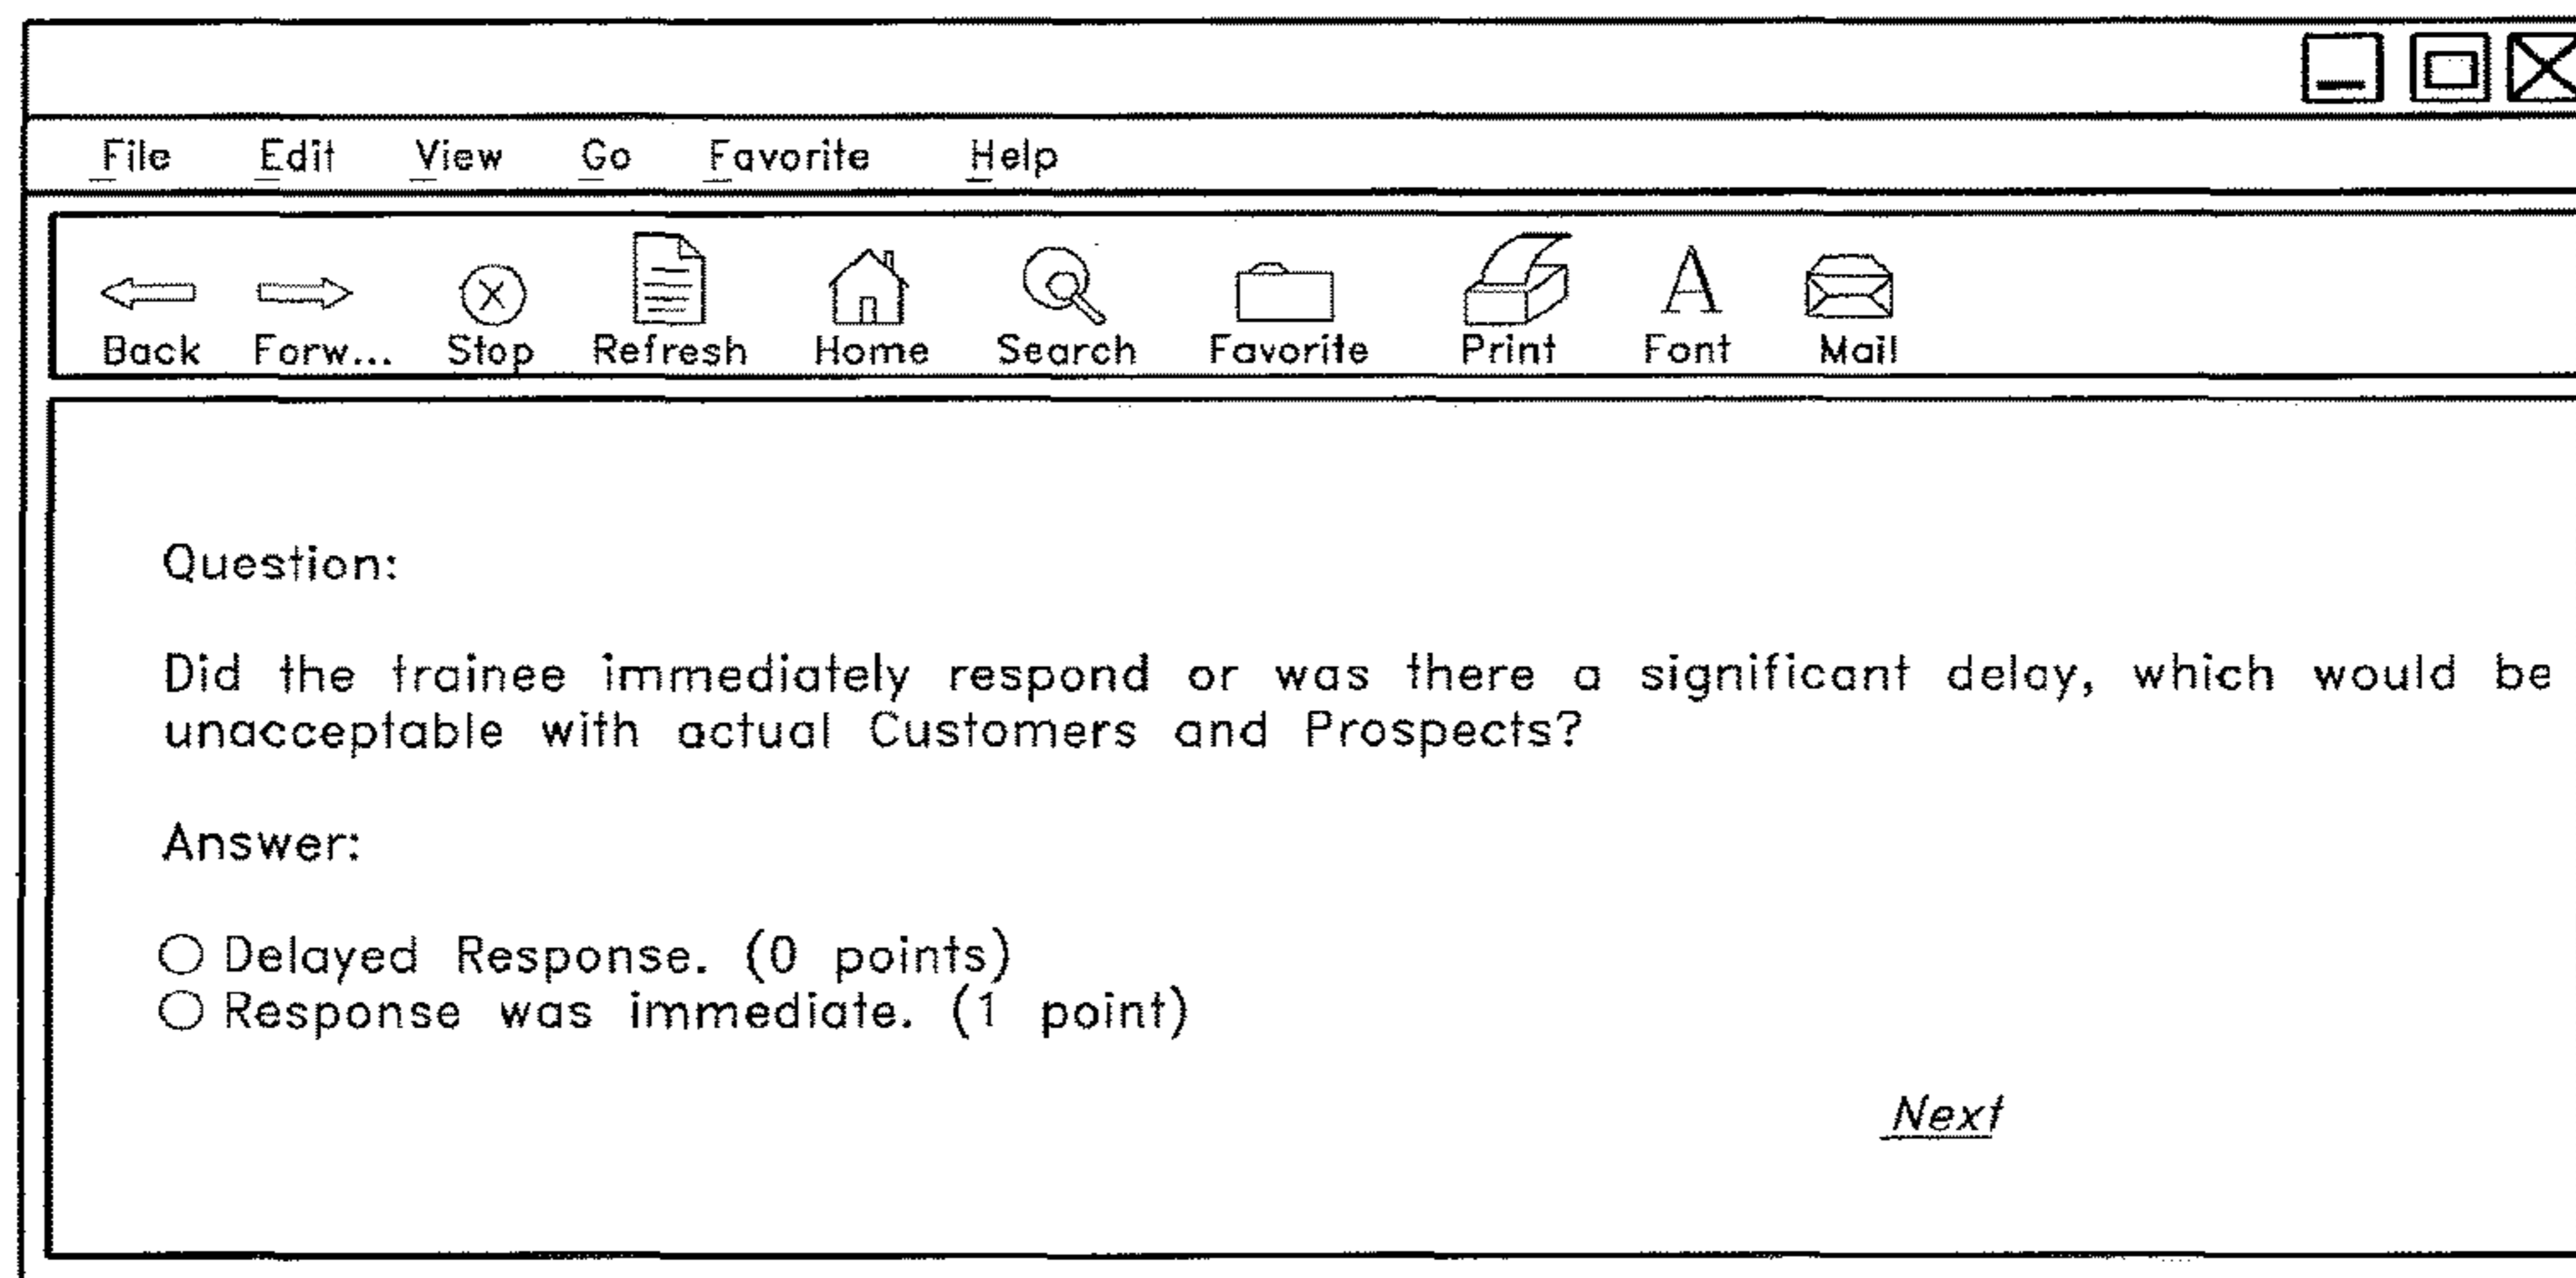 File Edit View Go Favorite Help
Back Forw... Stop Refresh Home Search Favorite Print Font Mail
Question:
Did the trainee immediately respond or was there a significant delay, which would be
unacceptable with actual Customers and Prospects?
Answer:
Delayed Response. (0 points)
Response was immediate. (1 point)
Next